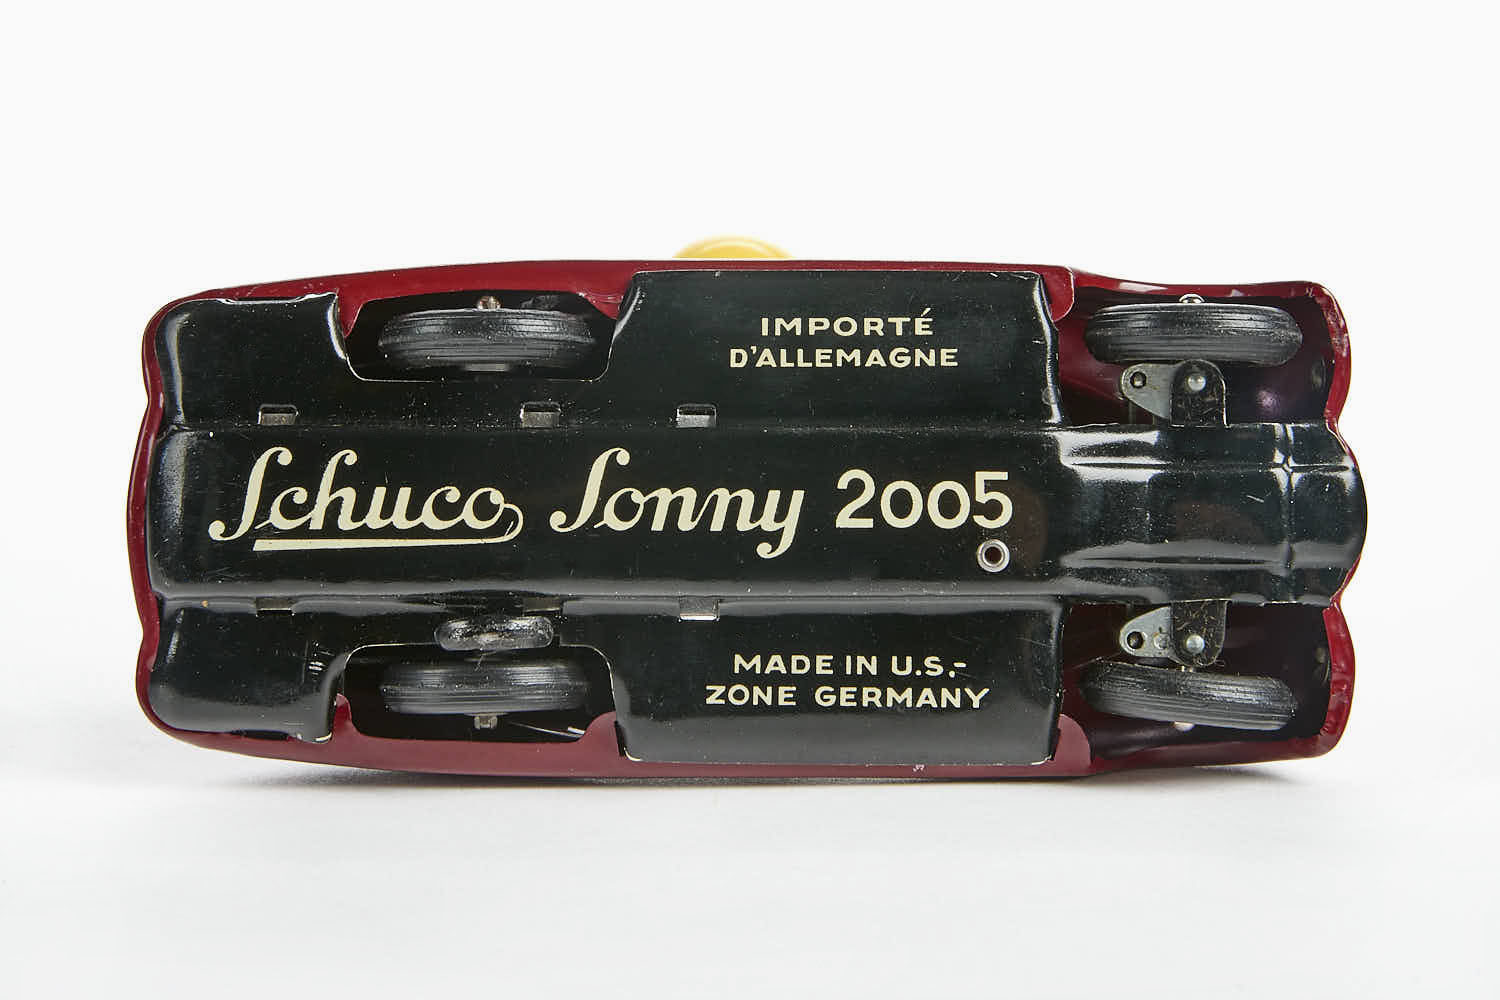 IMPORTÉ
D'ALLEMAGNE
Schuco Sonny 2005
MADE IN U.S.-
ZONE GERMANY